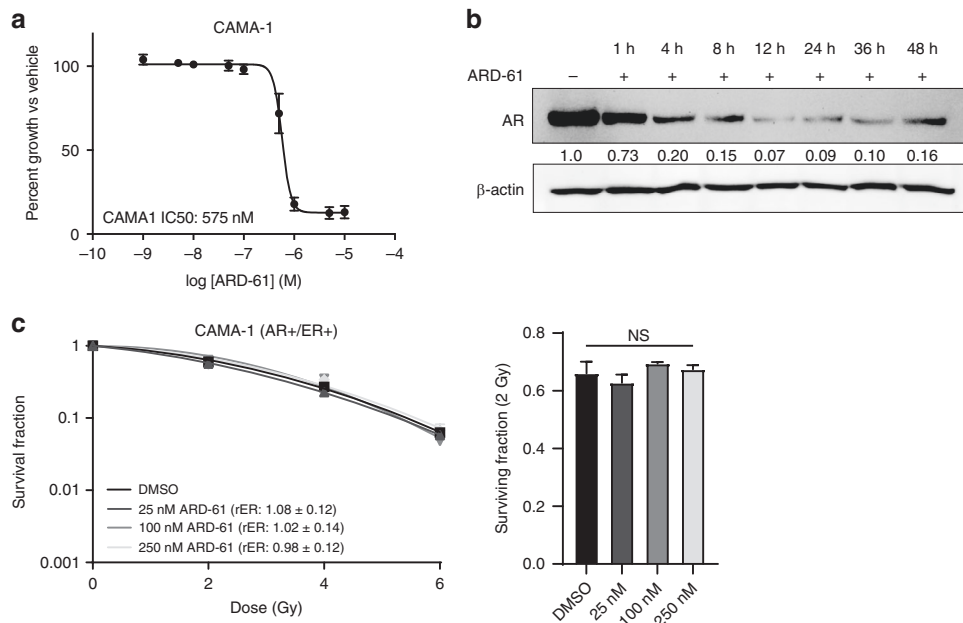 a
CAMA-1
100
50
0
Percent growth vs vehicle
CAMA1 IC50: 575 nM
−10 −9 −8 −7 −6 −5 −4
log [ARD-61] (M)
b
1 h 4 h 8 h 12 h 24 h 36 h 48 h
ARD-61 − + + + + + + +
AR
1.0 0.73 0.20 0.15 0.07 0.09 0.10 0.16
β-actin
c
CAMA-1 (AR+/ER+)
1
0.1
0.01
0.001
Survival fraction
DMSO
25 nM ARD-61 (rER: 1.08 ± 0.12)
100 nM ARD-61 (rER: 1.02 ± 0.14)
250 nM ARD-61 (rER: 0.98 ± 0.12)
0 2 4 6
Dose (Gy)
0.8
0.6
0.4
0.2
0.0
Surviving fraction (2 Gy)
NS
DMSO
25 nM
100 nM
250 nM